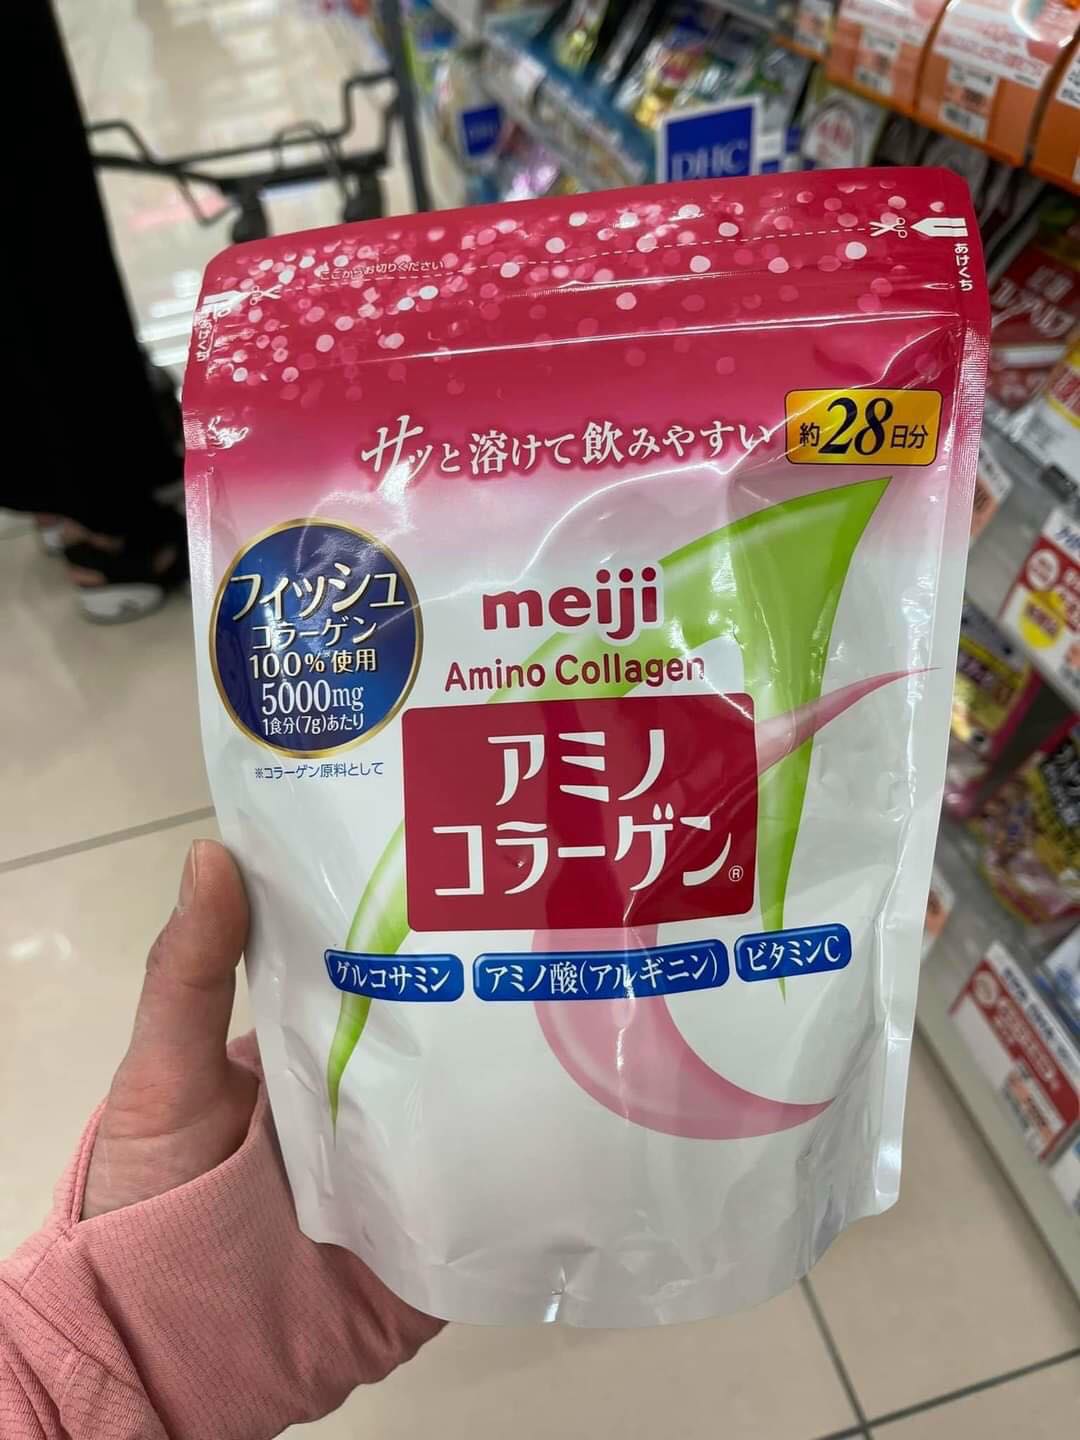 DHC
ここからお切りください
あけくち
あけくち
サッと溶けて飲みやすい
約28日分
フィッシュ
コラーゲン
100%使用
5000mg
1食分(7g)あたり
※コラーゲン原料として
meiji
Amino Collagen
アミノ
コラーゲン®
グルコサミン
アミノ酸(アルギニン)
ビタミンC